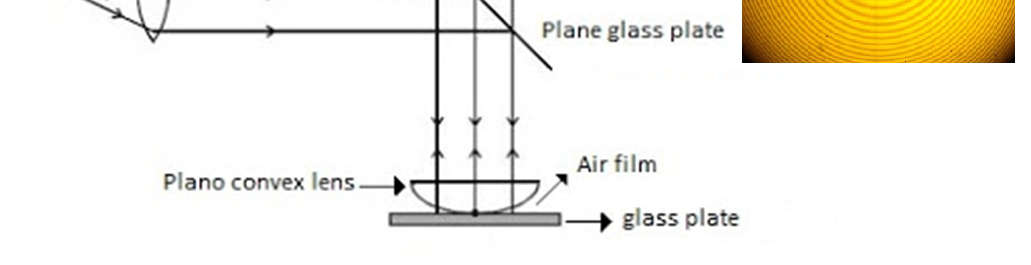 Plane glass plate
Air film
Plano convex lens
glass plate